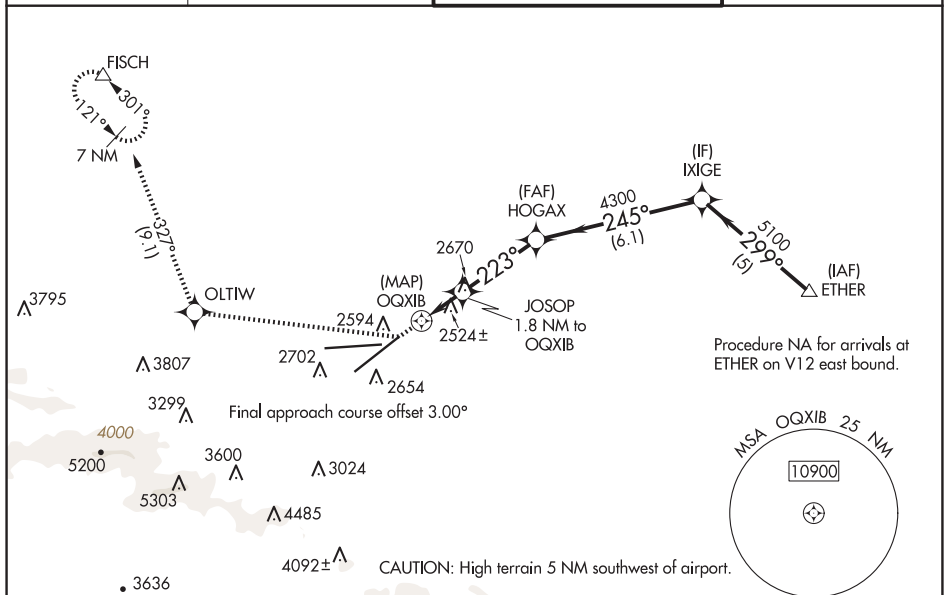 FISCH
301°
121°
7 NM
327°
(9.1)
OLTIW
3795
3807
3299
4000
5200
5303
3600
3024
4485
4092±
3636
(MAP)
OQXIB
2594
2702
2654
2670
2524±
223°
(FAF)
HOGAX
JOSOP
1.8 NM to
OQXIB
4300
245°
(6.1)
(IF)
IXIGE
5100
299°
(5)
(IAF)
ETHER
Procedure NA for arrivals at
ETHER on V12 east bound.
Final approach course offset 3.00°
MSA OQXIB 25 NM
10900
CAUTION: High terrain 5 NM southwest of airport.